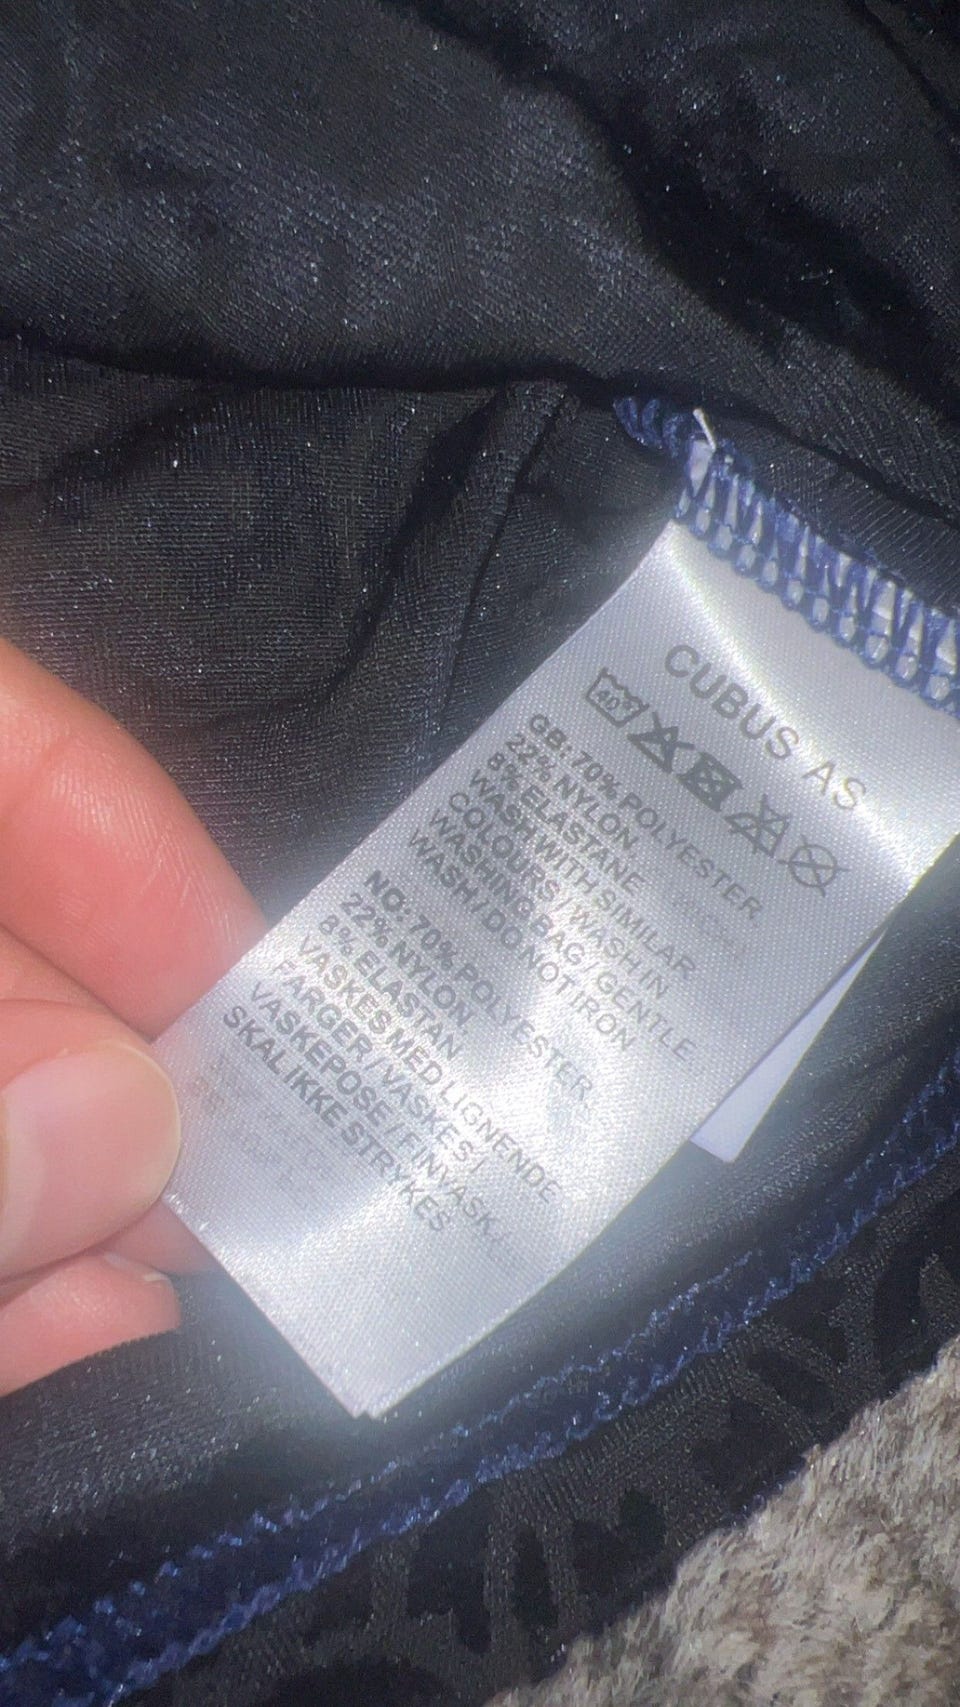 CUBUS AS
40°
GB: 70% POLYESTER
22% NYLON,
8% ELASTANE
WASH WITH SIMILAR
COLOURS / WASH IN
WASHING BAG / GENTLE
WASH / DO NOT IRON
NO: 70% POLYESTER,
22% NYLON,
8% ELASTAN
VASKES MED LIGNENDE
FARGER / VASKES I
VASKEPOSE / FINVASK /
SKAL IKKE STRYKES